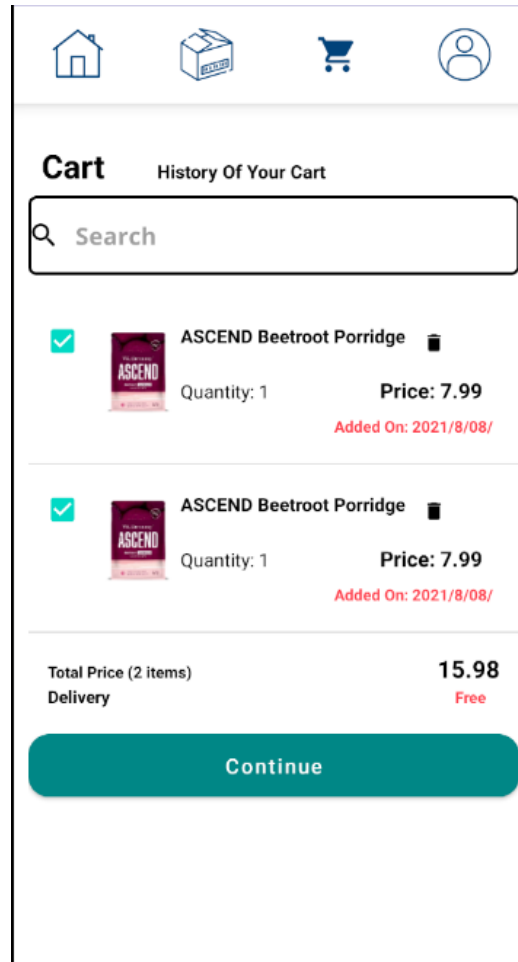 Cart
History Of Your Cart
Search
ASCEND Beetroot Porridge
ASCEND
Quantity: 1
Price: 7.99
Added On: 2021/8/08/
ASCEND Beetroot Porridge
ASCEND
Quantity: 1
Price: 7.99
Added On: 2021/8/08/
Total Price (2 items)
15.98
Delivery
Free
Continue